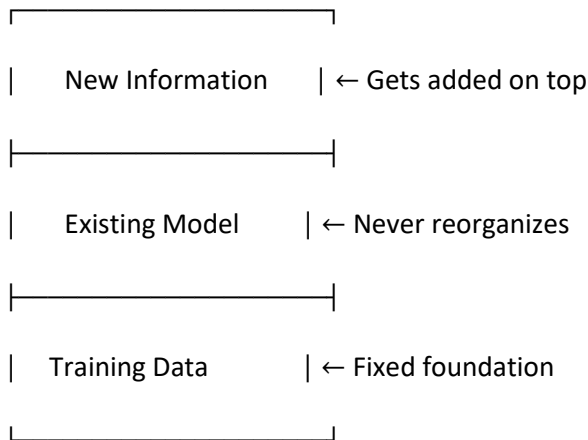 ┌─────────────────────┐
│ New Information │ ← Gets added on top
├─────────────────────┤
│ Existing Model │ ← Never reorganizes
├─────────────────────┤
│ Training Data │ ← Fixed foundation
└─────────────────────┘